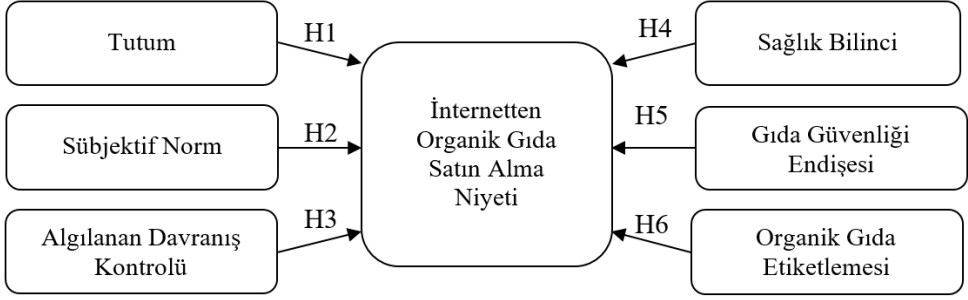 Tutum
H1
Sübjektif Norm
H2
Algılanan Davranış
Kontrolü
H3
İnternetten
Organik Gıda
Satın Alma
Niyeti
H4
Sağlık Bilinci
H5
Gıda Güvenliği
Endişesi
H6
Organik Gıda
Etiketlemesi